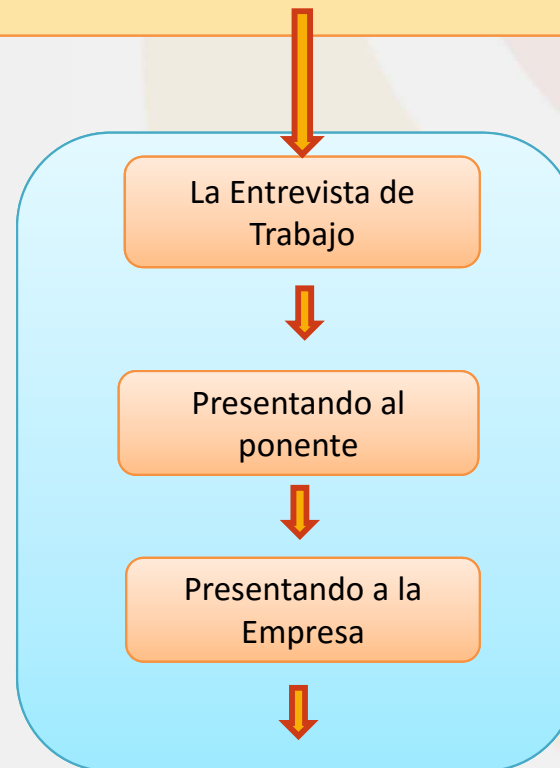 La Entrevista de
Trabajo
Presentando al
ponente
Presentando a la
Empresa